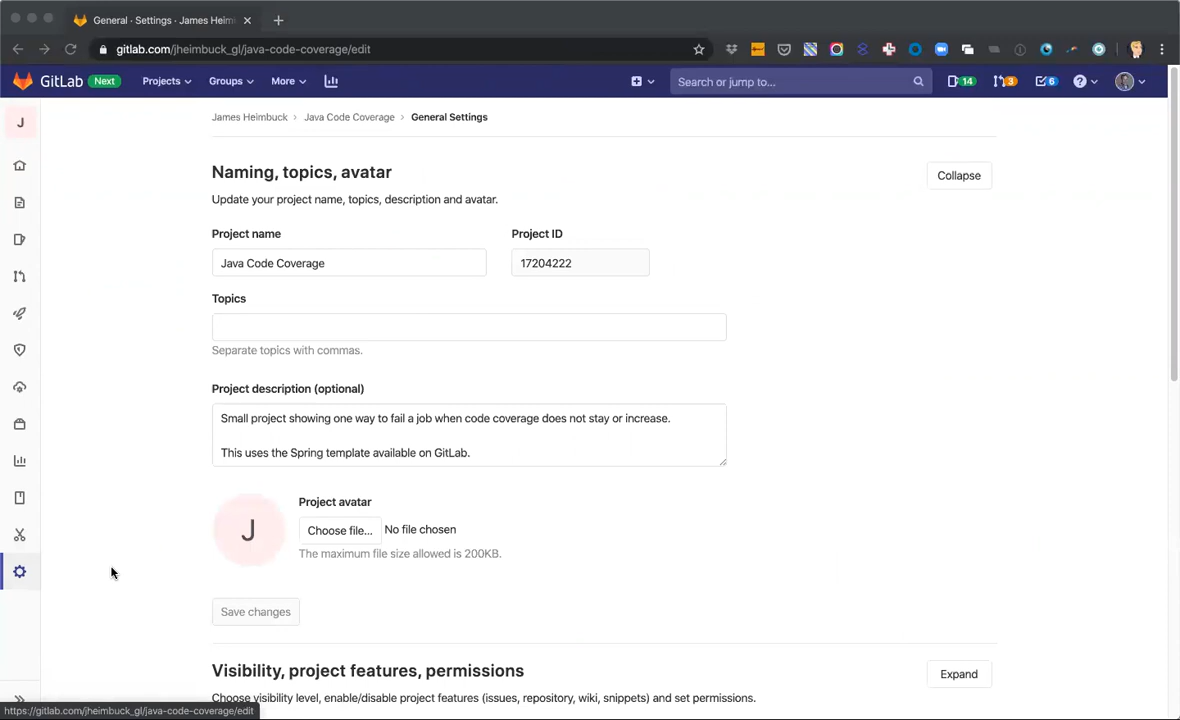 General · Settings · James Heim
gitlab.com/jheimbuck_gl/java-code-coverage/edit
GitLab Next Projects Groups More Search or jump to... 14 3 6
J
James Heimbuck > Java Code Coverage > General Settings
Naming, topics, avatar
Collapse
Update your project name, topics, description and avatar.
Project name Project ID
Java Code Coverage 17204222
Topics
Separate topics with commas.
Project description (optional)
Small project showing one way to fail a job when code coverage does not stay or increase.
This uses the Spring template available on GitLab.
J
Project avatar
Choose file... No file chosen
The maximum file size allowed is 200KB.
Save changes
Visibility, project features, permissions
Expand
Choose visibility level, enable/disable project features (issues, repository, wiki, snippets) and set permissions.
https://gitlab.com/jheimbuck_gl/java-code-coverage/edit